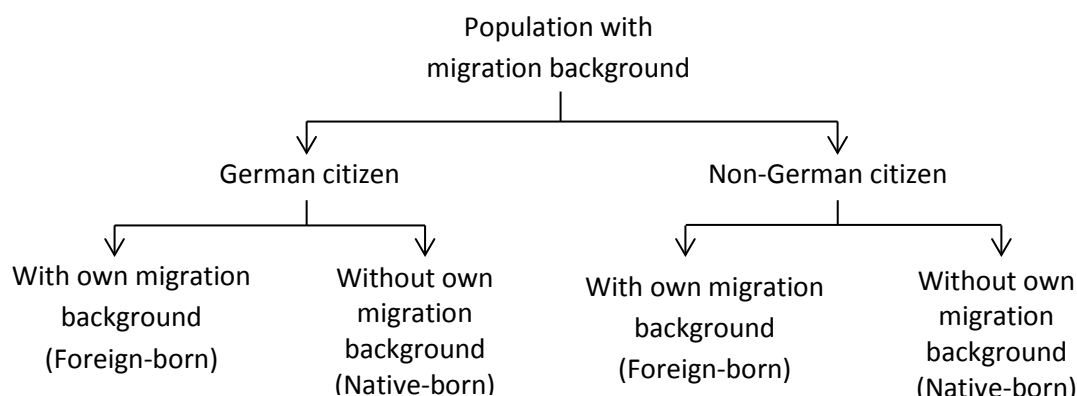 Population with
migration background
German citizen
Non-German citizen
With own migration
background
(Foreign-born)
Without own
migration
background
(Native-born)
With own migration
background
(Foreign-born)
Without own
migration
background
(Native-born)